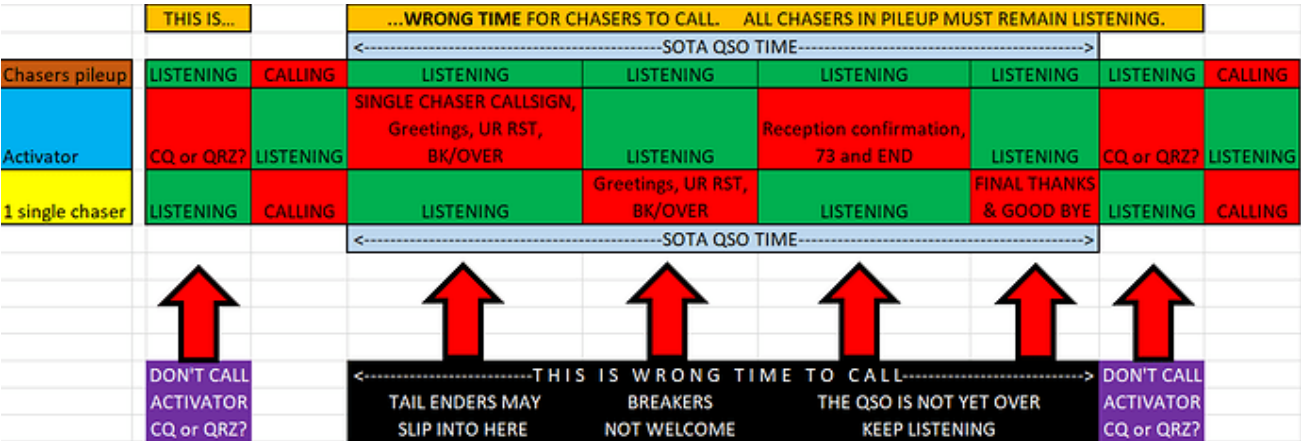 THIS IS...
...WRONG TIME FOR CHASERS TO CALL. ALL CHASERS IN PILEUP MUST REMAIN LISTENING.
<--------------------------------------SOTA QSO TIME-------------------------------------->
Chasers pileup LISTENING CALLING LISTENING LISTENING LISTENING LISTENING LISTENING CALLING
SINGLE CHASER CALLSIGN,
Greetings, UR RST, Reception confirmation,
Activator CQ or QRZ? LISTENING BK/OVER LISTENING 73 and END LISTENING CQ or QRZ? LISTENING
Greetings, UR RST, FINAL THANKS
1 single chaser LISTENING CALLING LISTENING BK/OVER LISTENING & GOOD BYE LISTENING CALLING
<--------------------------------------SOTA QSO TIME-------------------------------------->
DON'T CALL <-------------------------THIS IS WRONG TIME TO CALL-------------------------> DON'T CALL
ACTIVATOR TAIL ENDERS MAY BREAKERS THE QSO IS NOT YET OVER ACTIVATOR
CQ or QRZ? SLIP INTO HERE NOT WELCOME KEEP LISTENING CQ or QRZ?